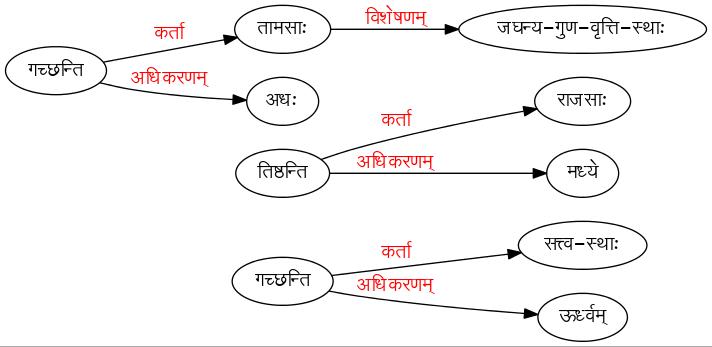 कर्ता
तामसाः
विशेषणम्
जघन्य-गुण-वृत्ति-स्थाः
गच्छन्ति
अधिकरणम्
अधः
कर्ता
राजसाः
तिष्ठन्ति
अधिकरणम्
मध्ये
कर्ता
सत्त्व-स्थाः
गच्छन्ति
अधिकरणम्
ऊर्ध्वम्